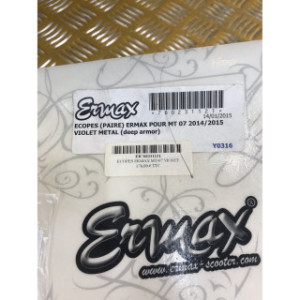 Ermax
14/01/2015
ECOPES (PAIRE) ERMAX POUR MT 07 2014/2015
VIOLET METAL (deep armor)
Y0316
Ermax
®
www.ermax-scooter.com